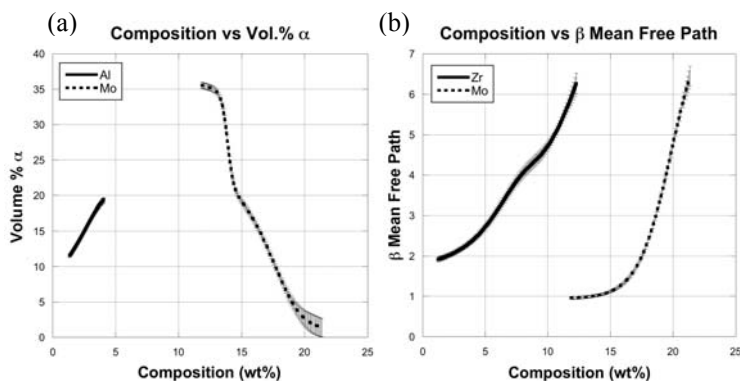 (a)
Composition vs Vol.% α
Al
Mo
Volume % α
40
35
30
25
20
15
10
5
0
0 5 10 15 20 25
Composition (wt%)
(b)
Composition vs β Mean Free Path
Zr
Mo
β Mean Free Path
7
6
5
4
3
2
1
0
0 5 10 15 20 25
Composition (wt%)